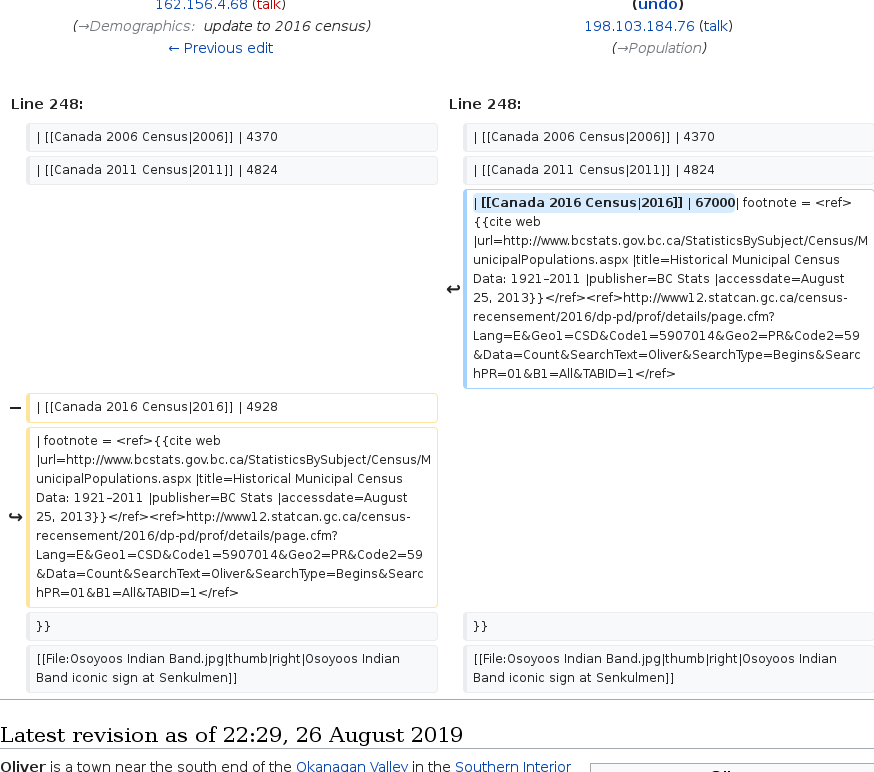 162.156.4.68 (talk)
(→Demographics: update to 2016 census)
← Previous edit
(undo)
198.103.184.76 (talk)
(→Population)
Line 248:
Line 248:
| [[Canada 2006 Census|2006]] | 4370
| [[Canada 2006 Census|2006]] | 4370
| [[Canada 2011 Census|2011]] | 4824
| [[Canada 2011 Census|2011]] | 4824
| [[Canada 2016 Census|2016]] | 67000| footnote = <ref>
{{cite web
|url=http://www.bcstats.gov.bc.ca/StatisticsBySubject/Census/M
unicipalPopulations.aspx |title=Historical Municipal Census
Data: 1921–2011 |publisher=BC Stats |accessdate=August
25, 2013}}</ref><ref>http://www12.statcan.gc.ca/census-
recensement/2016/dp-pd/prof/details/page.cfm?
Lang=E&Geo1=CSD&Code1=5907014&Geo2=PR&Code2=59
&Data=Count&SearchText=Oliver&SearchType=Begins&Searc
hPR=01&B1=All&TABID=1</ref>
− | [[Canada 2016 Census|2016]] | 4928
| footnote = <ref>{{cite web
|url=http://www.bcstats.gov.bc.ca/StatisticsBySubject/Census/M
unicipalPopulations.aspx |title=Historical Municipal Census
Data: 1921–2011 |publisher=BC Stats |accessdate=August
25, 2013}}</ref><ref>http://www12.statcan.gc.ca/census-
recensement/2016/dp-pd/prof/details/page.cfm?
Lang=E&Geo1=CSD&Code1=5907014&Geo2=PR&Code2=59
&Data=Count&SearchText=Oliver&SearchType=Begins&Searc
hPR=01&B1=All&TABID=1</ref>
}}
}}
[[File:Osoyoos Indian Band.jpg|thumb|right|Osoyoos Indian
Band iconic sign at Senkulmen]]
[[File:Osoyoos Indian Band.jpg|thumb|right|Osoyoos Indian
Band iconic sign at Senkulmen]]
Latest revision as of 22:29, 26 August 2019
Oliver is a town near the south end of the Okanagan Valley in the Southern Interior